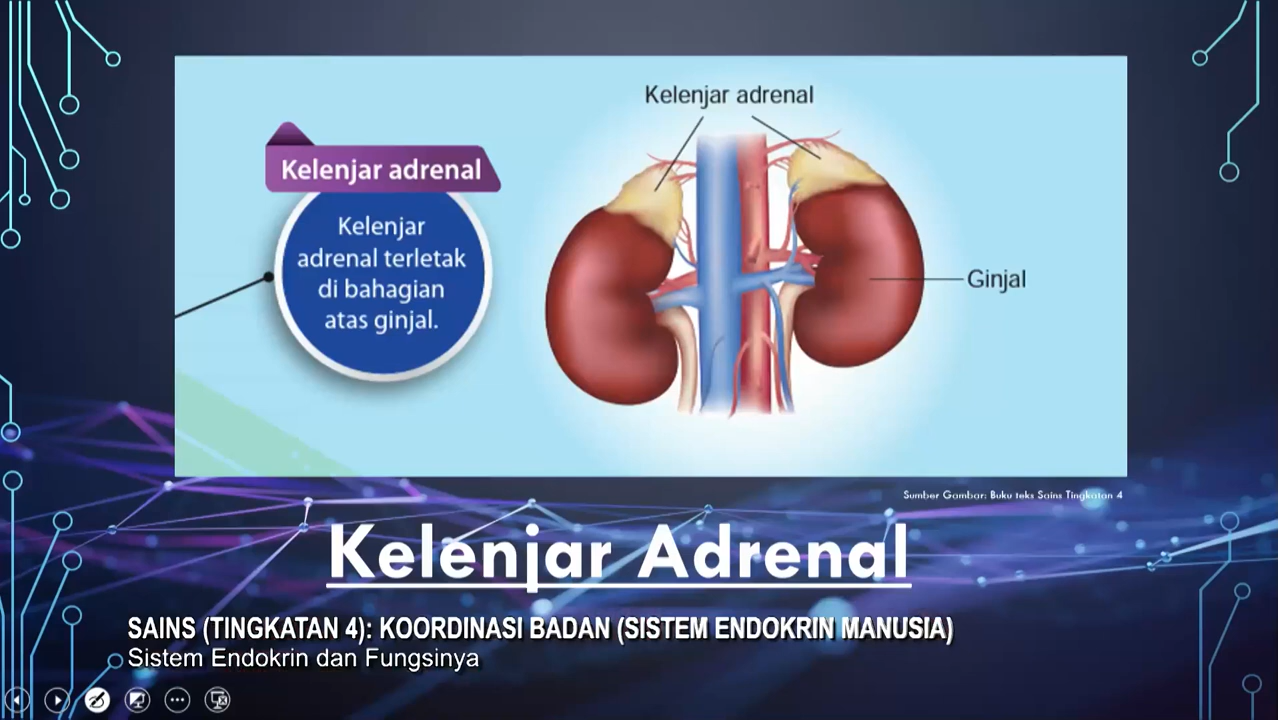 Kelenjar adrenal
Kelenjar adrenal
Kelenjar
adrenal terletak
di bahagian
atas ginjal.
Ginjal
Sumber Gambar: Buku teks Sains Tingkatan 4
Kelenjar Adrenal
SAINS (TINGKATAN 4): KOORDINASI BADAN (SISTEM ENDOKRIN MANUSIA)
Sistem Endokrin dan Fungsinya